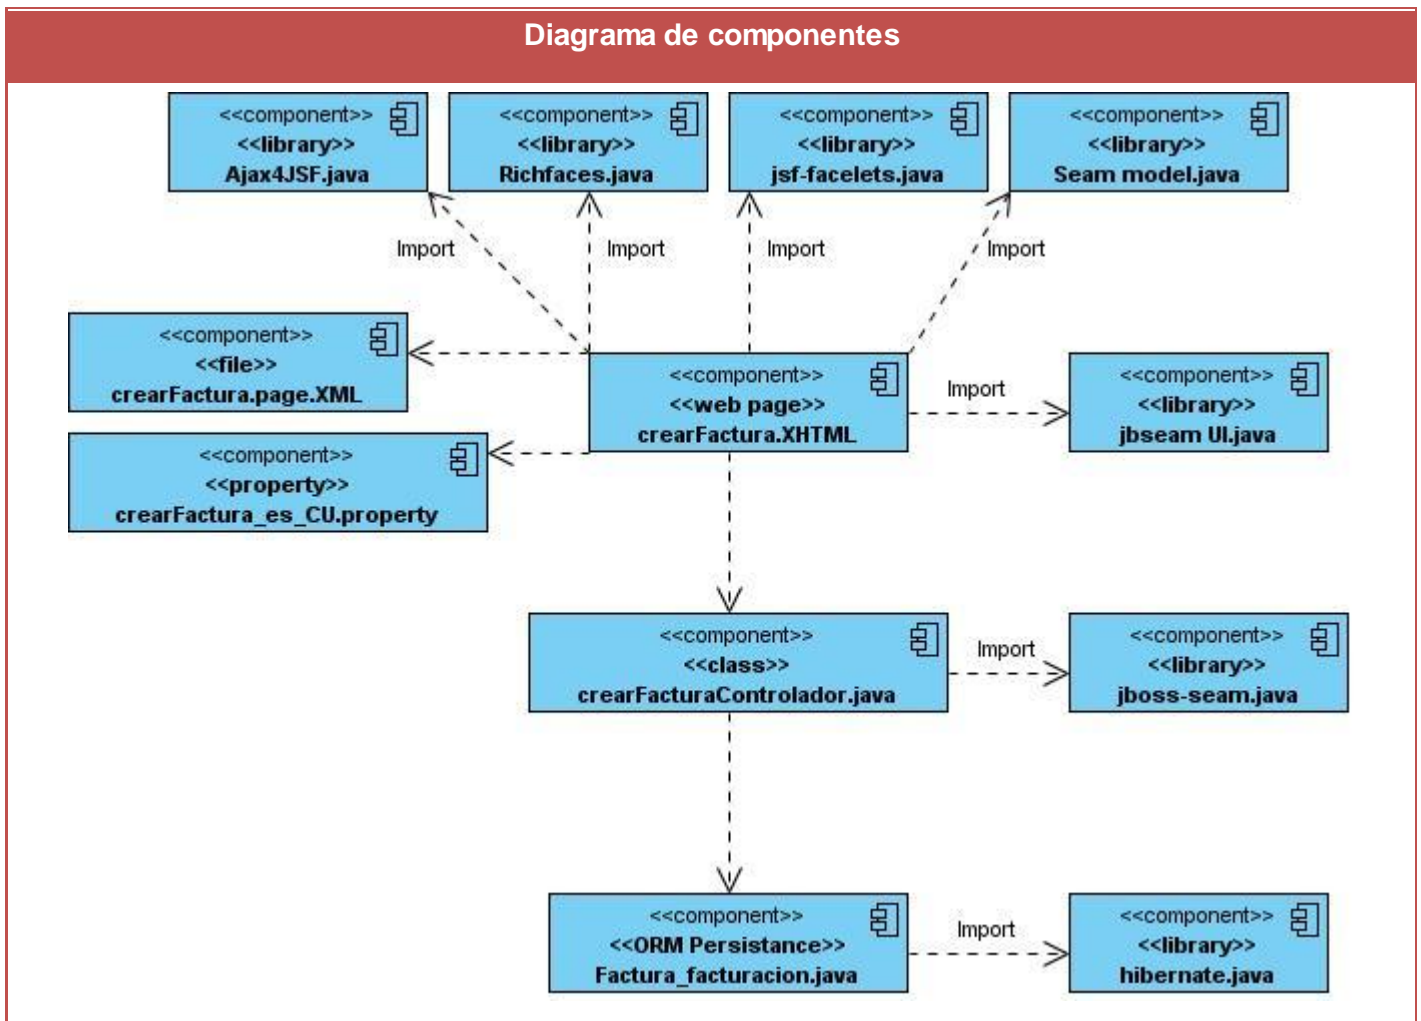 Diagrama de componentes
<<component>>
<<library>>
Ajax4JSF.java
<<component>>
<<library>>
Richfaces.java
<<component>>
<<library>>
jsf-facelets.java
<<component>>
<<library>>
Seam model.java
Import
Import
Import
Import
<<component>>
<<file>>
crearFactura.page.XML
<<component>>
<<web page>>
crearFactura.XHTML
Import
<<component>>
<<library>>
jbseam UI.java
<<component>>
<<property>>
crearFactura_es_CU.property
<<component>>
<<class>>
crearFacturaControlador.java
Import
<<component>>
<<library>>
jboss-seam.java
<<component>>
<<ORM Persistance>>
Factura_facturacion.java
Import
<<component>>
<<library>>
hibernate.java